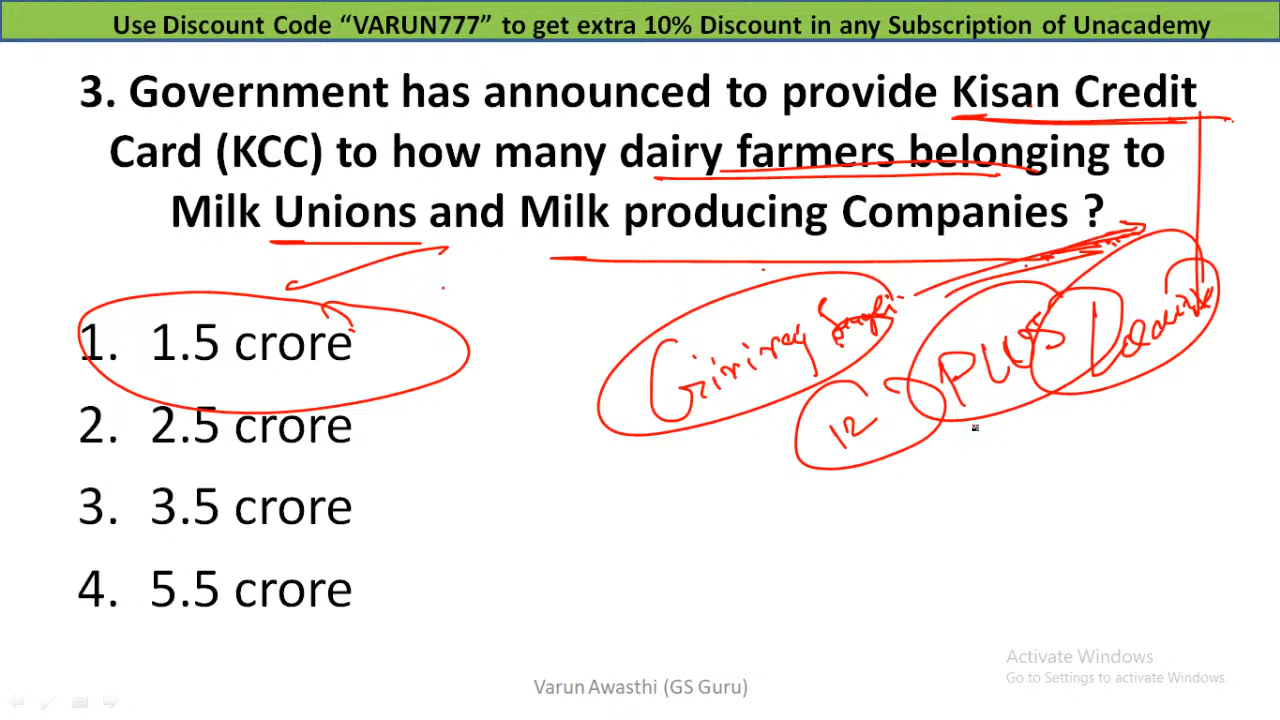 Use Discount Code “VARUN777” to get extra 10% Discount in any Subscription of Unacademy
3. Government has announced to provide Kisan Credit
Card (KCC) to how many dairy farmers belonging to
Milk Unions and Milk producing Companies ?
1. 1.5 crore
2. 2.5 crore
3. 3.5 crore
4. 5.5 crore
Giriraj Singh
12
PUS
Activate Windows
Go to Settings to activate Windows.
Varun Awasthi (GS Guru)